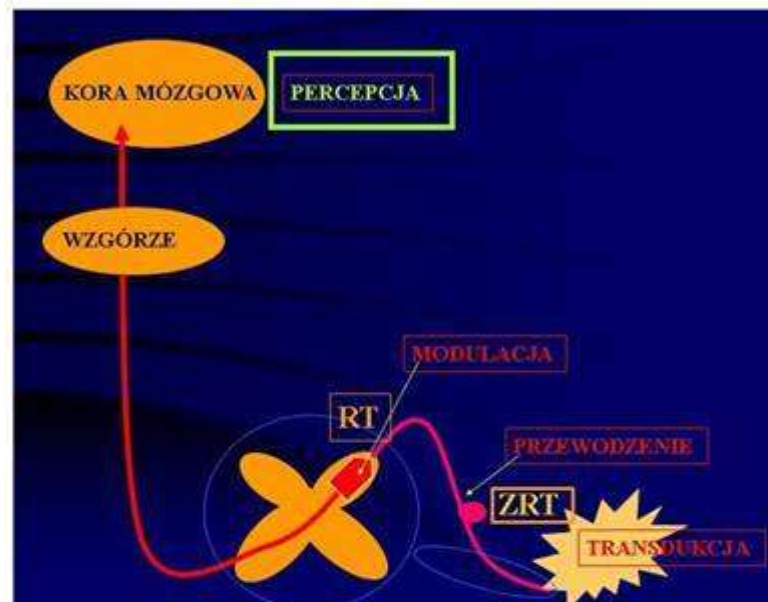 KORA MÓZGOWA
PERCEPCJA
WZGÓRZE
MODULACJA
RT
PRZEWODZENIE
ZRT
TRANSDUKCJA